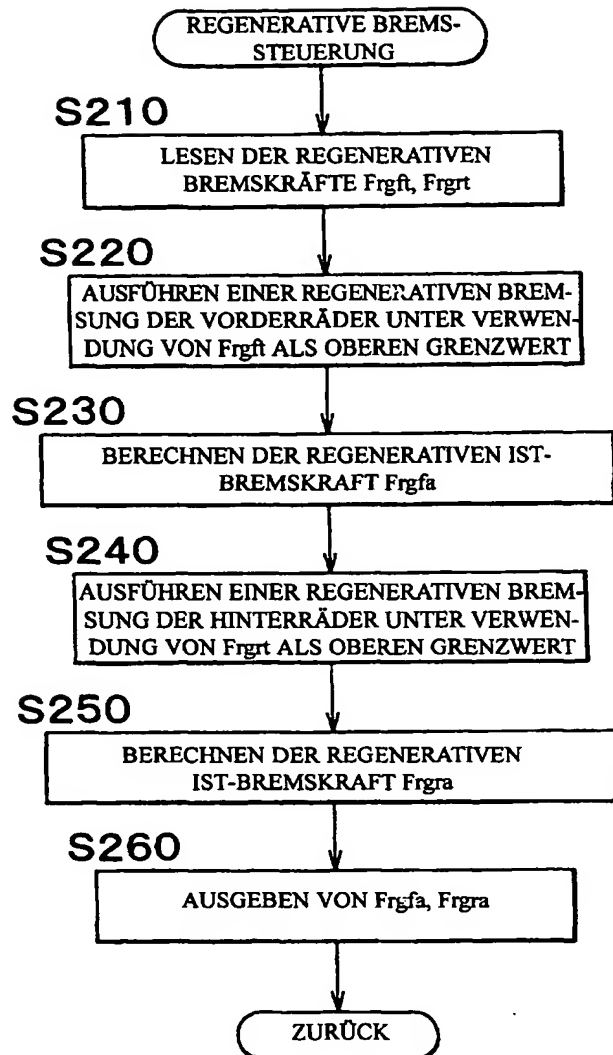 REGENERATIVE BREMS-
STEUERUNG
S210
LESEN DER REGENERATIVEN
BREMSKRÄFTE Frgft, Frgrt
S220
AUSFÜHREN EINER REGENERATIVEN BREM-
SUNG DER VORDERRÄDER UNTER VERWEN-
DUNG VON Frgft ALS OBEREN GRENZWERT
S230
BERECHNEN DER REGENERATIVEN IST-
BREMSKRAFT Frgfa
S240
AUSFÜHREN EINER REGENERATIVEN BREM-
SUNG DER HINTERRÄDER UNTER VERWEN-
DUNG VON Frgrt ALS OBEREN GRENZWERT
S250
BERECHNEN DER REGENERATIVEN
IST-BREMSKRAFT Frgra
S260
AUSGEBEN VON Frgfa, Frgra
ZURÜCK